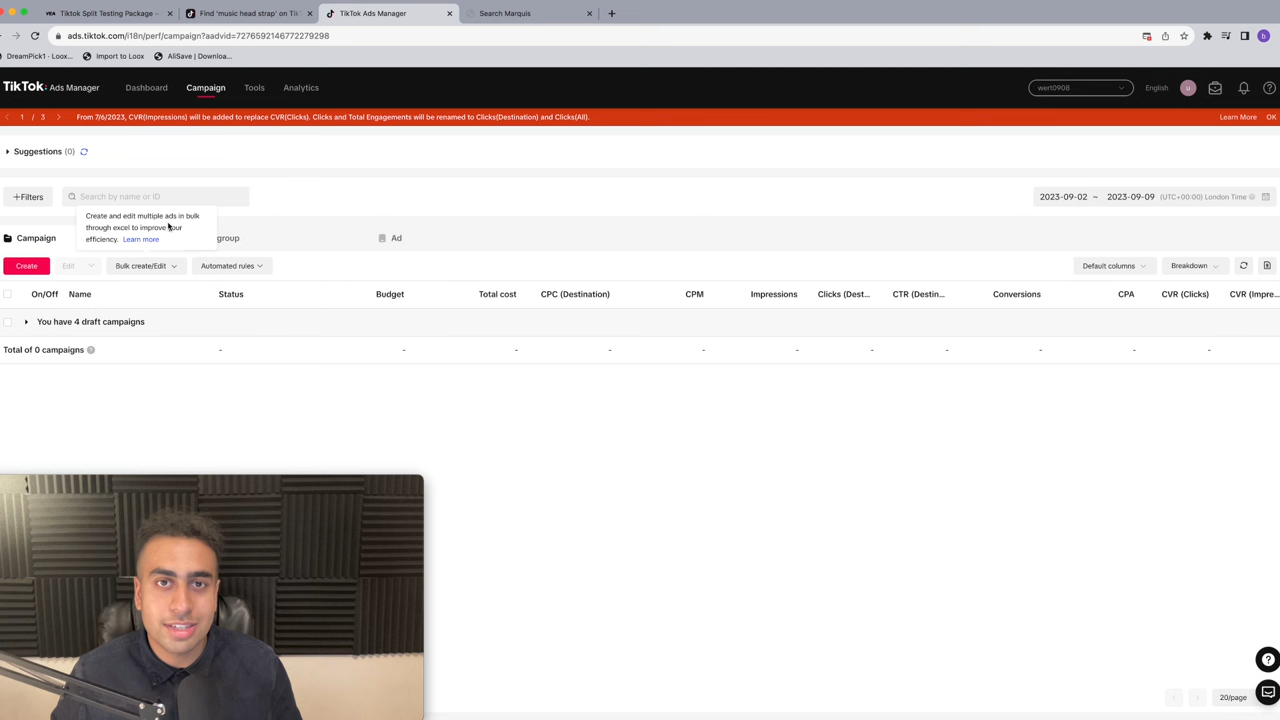 Tiktok Split Testing Package –
Find 'music head strap' on Tik
TikTok Ads Manager
Search Marquis
ads.tiktok.com/i18n/perf/campaign?aadvid=7276592146772279298
DreamPick1 - Loox...
Import to Loox
AliSave | Downloa...
TikTok: Ads Manager
Dashboard
Campaign
Tools
Analytics
wert0908
English
u
1 / 3
From 7/6/2023, CVR(Impressions) will be added to replace CVR(Clicks). Clicks and Total Engagements will be renamed to Clicks(Destination) and Clicks(All).
Learn More
OK
Suggestions (0)
+Filters
Search by name or ID
2023-09-02 ~ 2023-09-09 (UTC+00:00) London Time
Create and edit multiple ads in bulk
through excel to improve your
efficiency. Learn more
Campaign
group
Ad
Create
Edit
Bulk create/Edit
Automated rules
Default columns
Breakdown
On/Off
Name
Status
Budget
Total cost
CPC (Destination)
CPM
Impressions
Clicks (Dest...
CTR (Destin...
Conversions
CPA
CVR (Clicks)
CVR (Impre...
You have 4 draft campaigns
Total of 0 campaigns
- - - - - - - - - - -
20/page